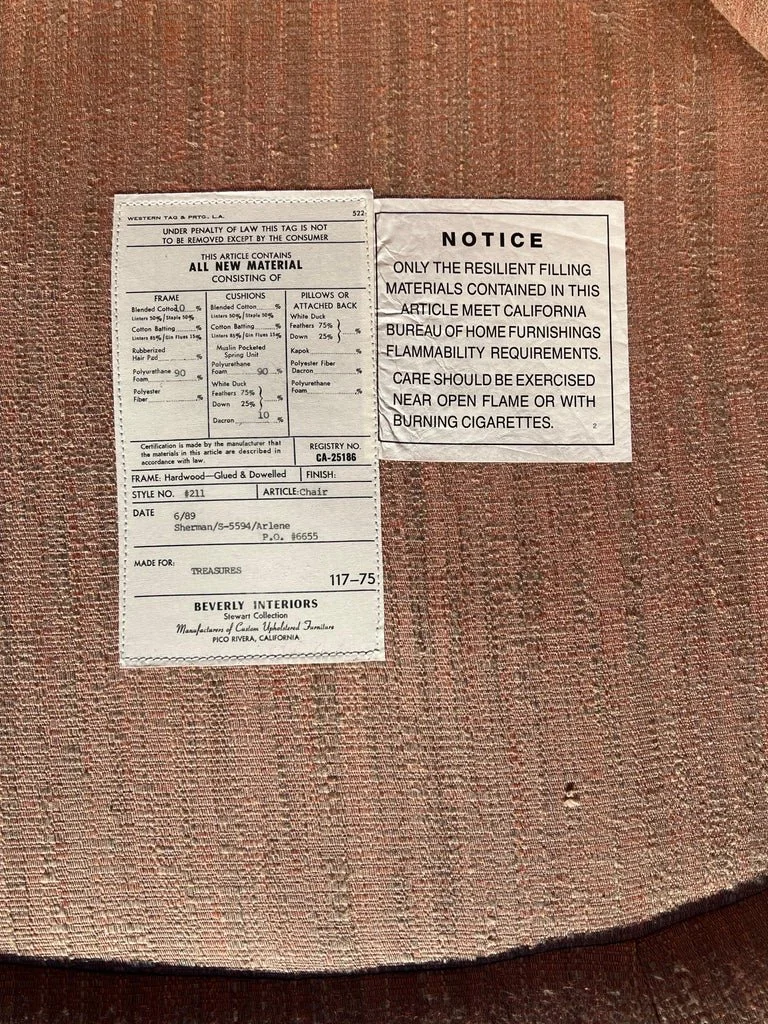 WESTERN TAG & PRTG., L.A. 522
UNDER PENALTY OF LAW THIS TAG IS NOT
TO BE REMOVED EXCEPT BY THE CONSUMER
THIS ARTICLE CONTAINS
ALL NEW MATERIAL
CONSISTING OF
FRAME
Blended Cotton 10 %
Linters 50%/Staple 50%
Cotton Batting %
Linters 85%/Gin Flues 15%
Rubberized
Hair Pad %
Polyurethane
Foam 90 %
Polyester
Fiber %
CUSHIONS
Blended Cotton %
Linters 50%/Staple 50%
Cotton Batting %
Linters 85%/Gin Flues 15%
Muslin Pocketed
Spring Unit
Polyurethane
Foam 90 %
White Duck
Feathers 75% } %
Down 25%
Dacron 10 %
PILLOWS OR
ATTACHED BACK
White Duck
Feathers 75% } %
Down 25%
Kapok %
Polyester Fiber
Dacron %
Polyurethane
Foam %
Certification is made by the manufacturer that
the materials in this article are described in
accordance with law.
REGISTRY NO.
CA-25186
FRAME: Hardwood—Glued & Dowelled FINISH:
STYLE NO. #211 ARTICLE: Chair
DATE 6/89
Sherman/S-5594/Arlene
P.O. #6655
MADE FOR: TREASURES
117-75
BEVERLY INTERIORS
Stewart Collection
Manufacturers of Custom Upholstered Furniture
PICO RIVERA, CALIFORNIA
NOTICE
ONLY THE RESILIENT FILLING
MATERIALS CONTAINED IN THIS
ARTICLE MEET CALIFORNIA
BUREAU OF HOME FURNISHINGS
FLAMMABILITY REQUIREMENTS.
CARE SHOULD BE EXERCISED
NEAR OPEN FLAME OR WITH
BURNING CIGARETTES. 2